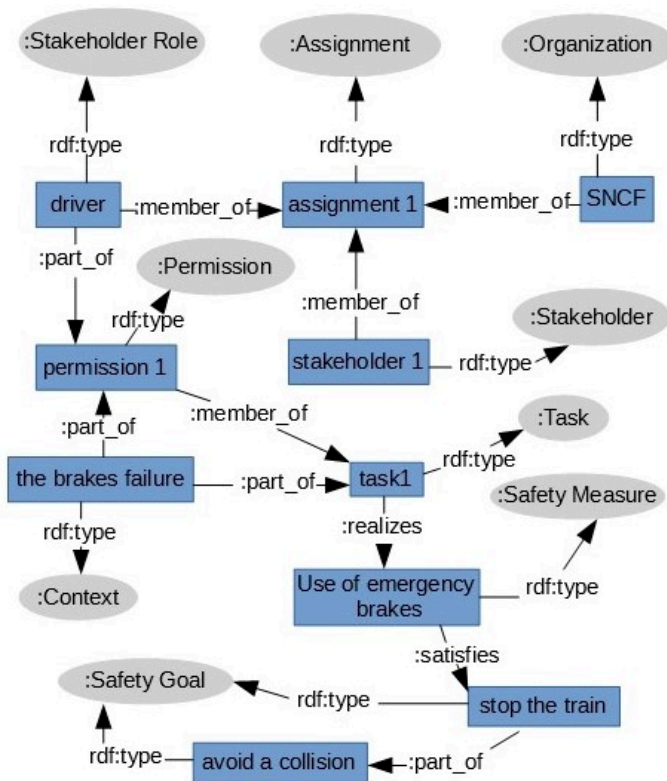 :Stakeholder Role
:Assignment
:Organization
rdf:type
rdf:type
rdf:type
driver
:member_of
assignment 1
:member_of
SNCF
:part_of
:Permission
:member_of
rdf:type
:Stakeholder
permission 1
stakeholder 1
rdf:type
:member_of
:Task
:part_of
rdf:type
the brakes failure
:part_of
task1
:Safety Measure
rdf:type
:realizes
:Context
Use of emergency
brakes
rdf:type
:satisfies
:Safety Goal
rdf:type
stop the train
rdf:type
avoid a collision
:part_of